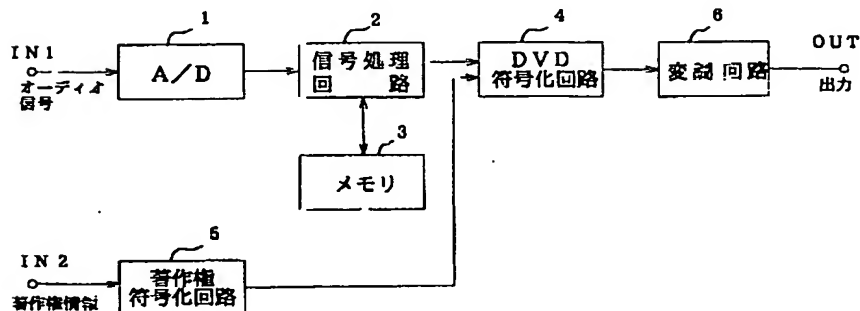 1
2
4
6
IN1
オーディオ
信号
A/D
信号処理
回路
DVD
符号化回路
変調回路
OUT
出力
3
メモリ
5
IN2
著作権情報
著作権
符号化回路